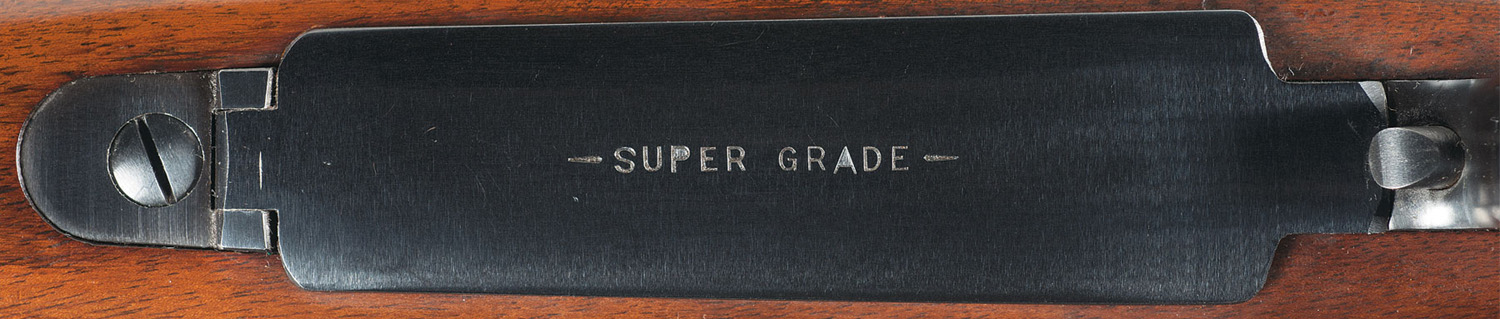 - SUPER GRADE -